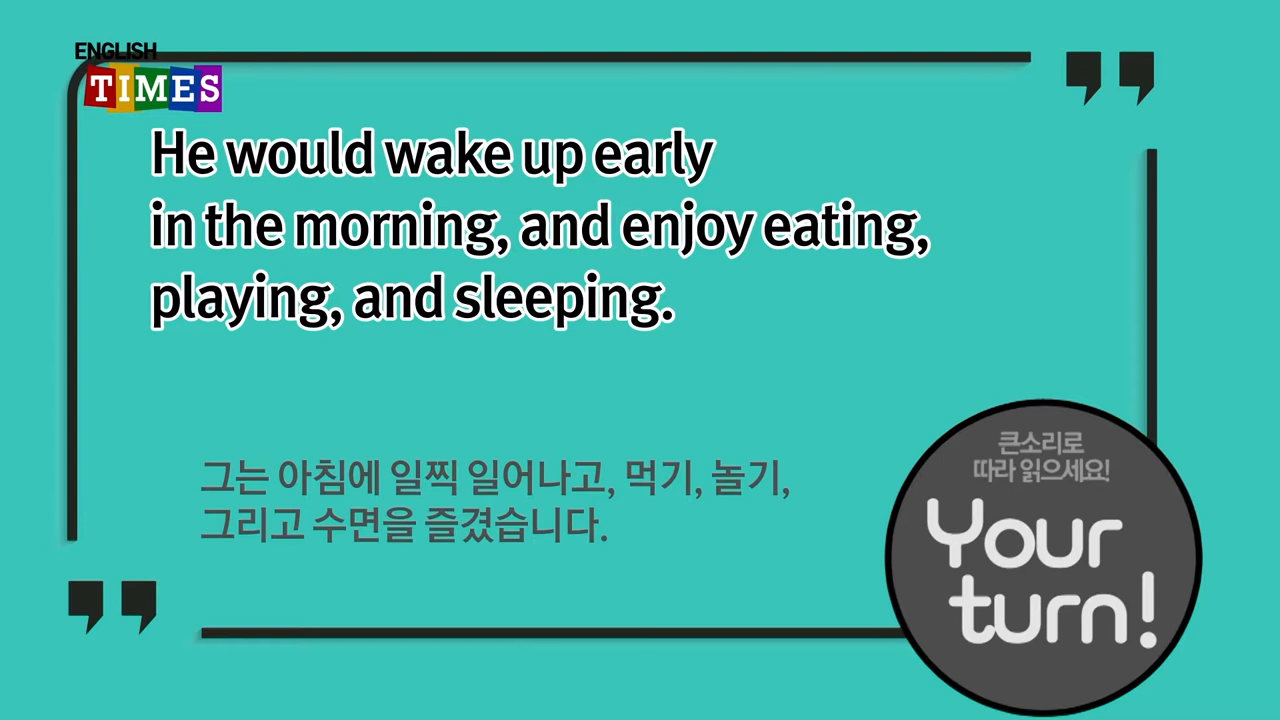 ENGLISH
TIMES
He would wake up early
in the morning, and enjoy eating,
playing, and sleeping.
그는 아침에 일찍 일어나고, 먹기, 놀기,
그리고 수면을 즐겼습니다.
큰소리로
따라 읽으세요!
Your
turn!